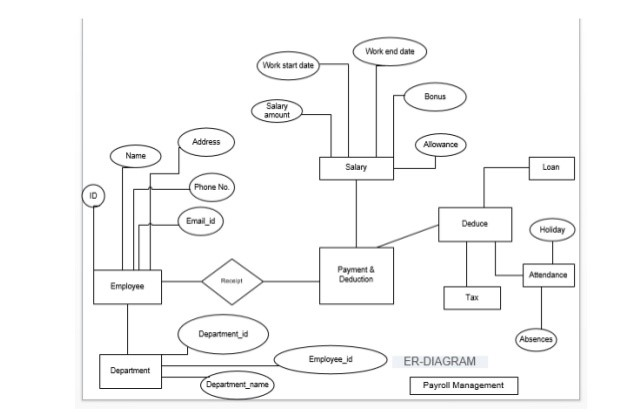 Work end date
Work start date
Bonus
Salary
amount
Address
Allowance
Name
Salary
Loan
Phone No.
ID
Email_id
Deduce
Holiday
Employee
Receipt
Payment &
Deduction
Attendance
Tax
Department_id
Absences
Employee_id
ER-DIAGRAM
Department
Department_name
Payroll Management